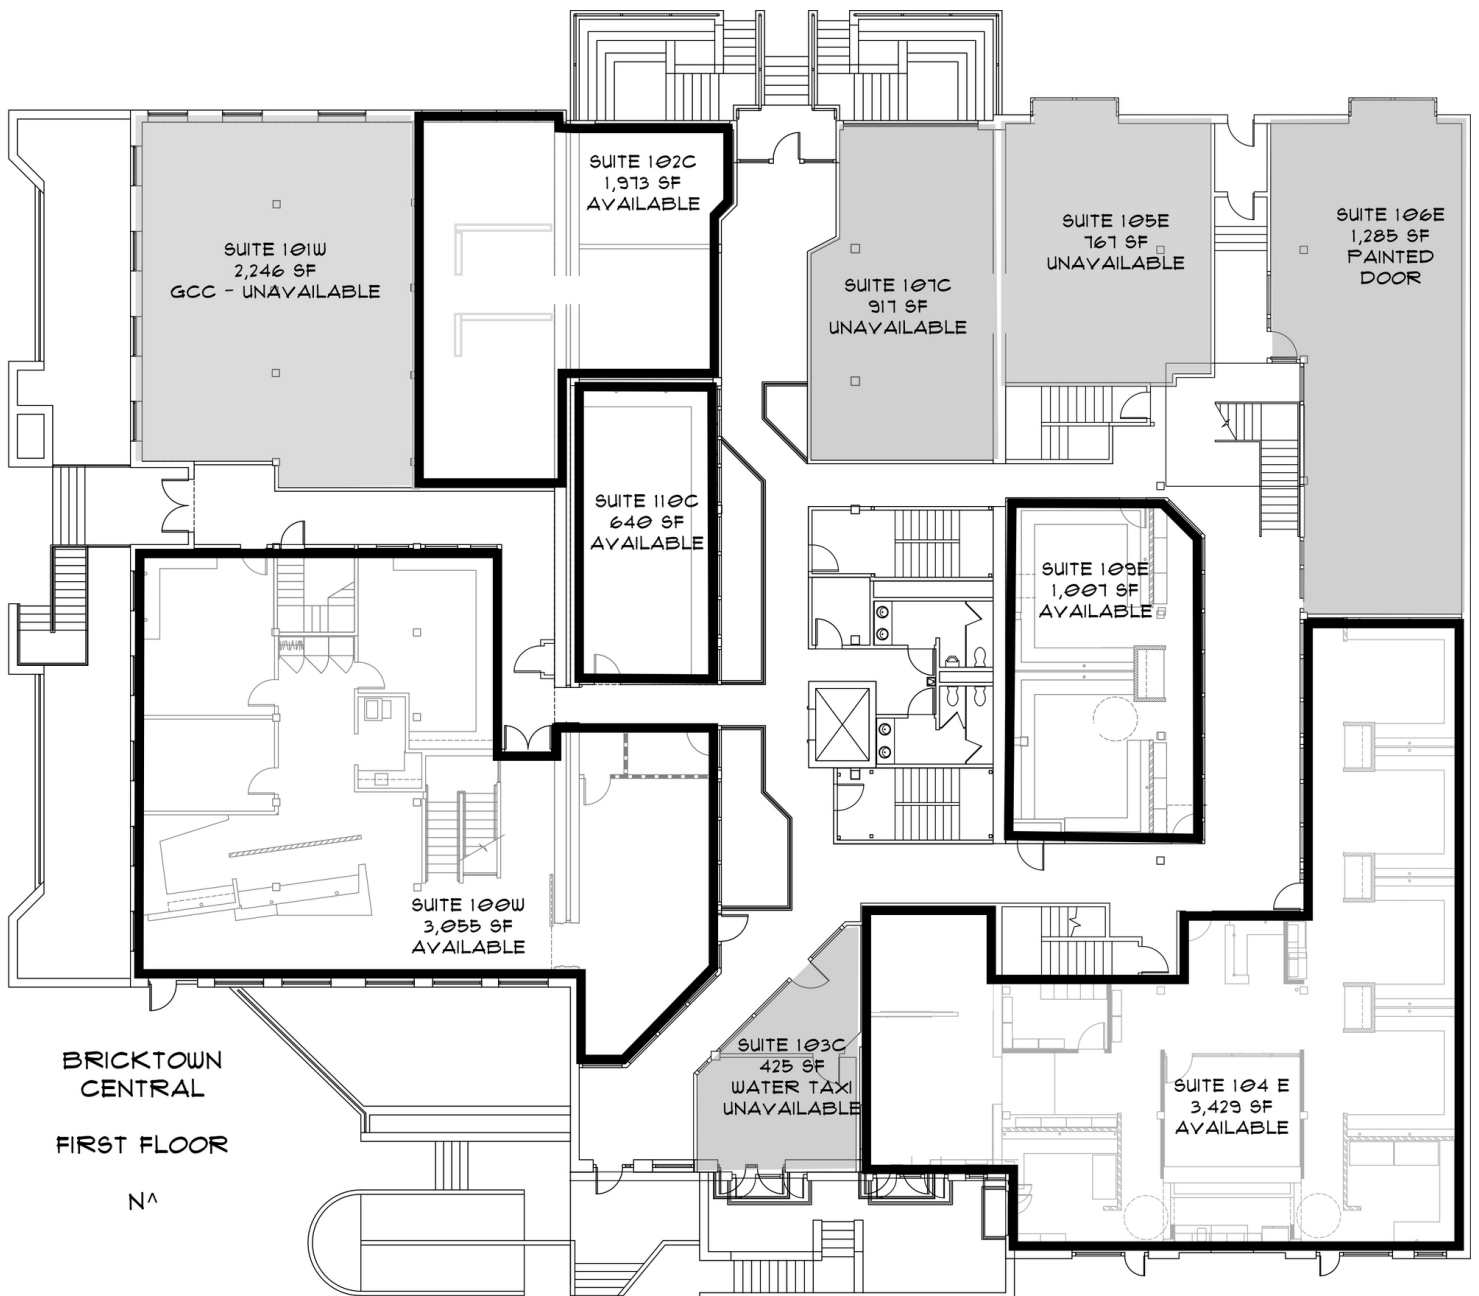 SUITE 102C
1,973 SF
AVAILABLE
SUITE 101W
2,246 SF
GCC - UNAVAILABLE
SUITE 107C
917 SF
UNAVAILABLE
SUITE 105E
767 SF
UNAVAILABLE
SUITE 106E
1,285 SF
PAINTED
DOOR
SUITE 110C
640 SF
AVAILABLE
SUITE 109E
1,007 SF
AVAILABLE
SUITE 100W
3,055 SF
AVAILABLE
SUITE 103C
425 SF
WATER TAXI
UNAVAILABLE
SUITE 104 E
3,429 SF
AVAILABLE
BRICKTOWN
CENTRAL
FIRST FLOOR
N^